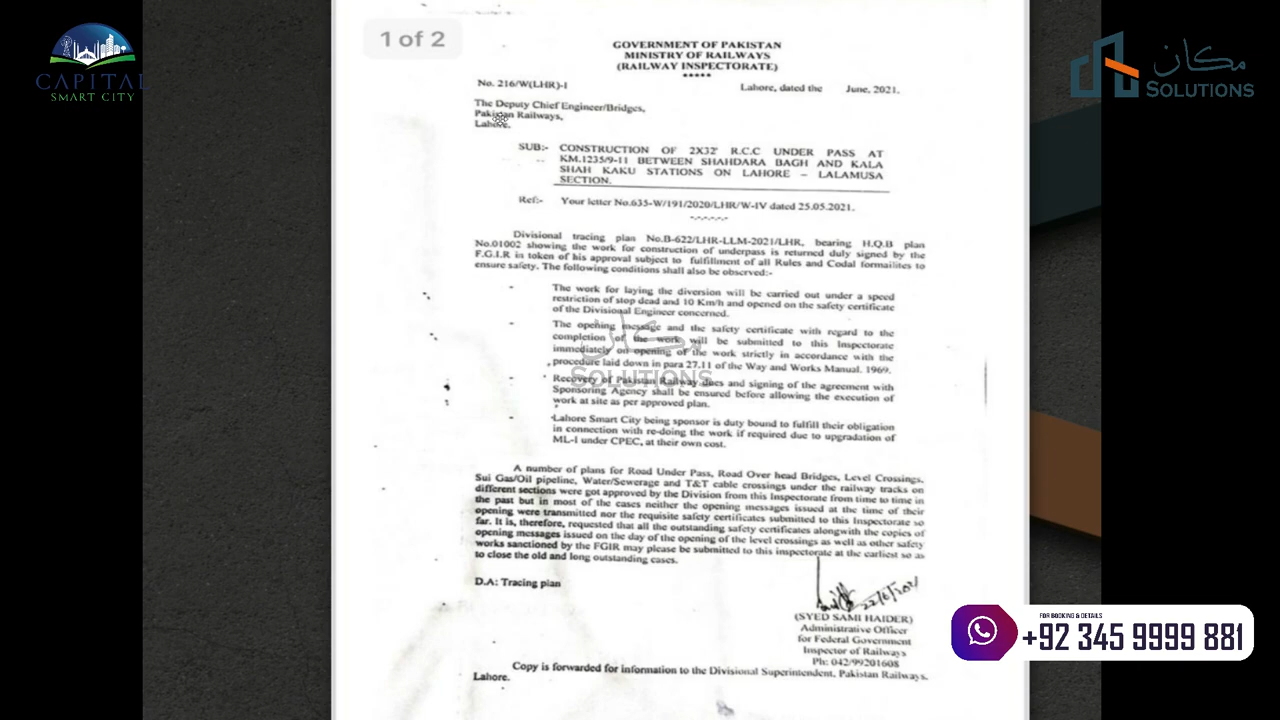 CAPITAL
SMART CITY
1 of 2
مکان
SOLUTIONS
GOVERNMENT OF PAKISTAN
MINISTRY OF RAILWAYS
(RAILWAY INSPECTORATE)
*****
No. 216/W(LHR)-I
Lahore, dated the June, 2021.
The Deputy Chief Engineer/Bridges,
Pakistan Railways,
Lahore.
SUB:- CONSTRUCTION OF 2X32' R.C.C UNDER PASS AT
KM.1235/9-11 BETWEEN SHAHDARA BAGH AND KALA
SHAH KAKU STATIONS ON LAHORE – LALAMUSA
SECTION.
Ref:- Your letter No.635-W/191/2020/LHR/W-IV dated 25.05.2021.
-.-.-.-.-.-
Divisional tracing plan No.B-622/LHR-LLM-2021/LHR, bearing H.Q.B plan
No.01002 showing the work for construction of underpass is returned duly signed by the
F.G.I.R in token of his approval subject to fulfillment of all Rules and Codal formailites to
ensure safety. The following conditions shall also be observed:-
- The work for laying the diversion will be carried out under a speed
restriction of stop dead and 10 Km/h and opened on the safety certificate
of the Divisional Engineer concerned.
- The opening message and the safety certificate with regard to the
completion of the work will be submitted to this Inspectorate
immediately on opening of the work strictly in accordance with the
procedure laid down in para 27.11 of the Way and Works Manual. 1969.
- Recovery of Pakistan Railway dues and signing of the agreement with
Sponsoring Agency shall be ensured before allowing the execution of
work at site as per approved plan.
- Lahore Smart City being sponsor is duty bound to fulfill their obligation
in connection with re-doing the work if required due to upgradation of
ML-I under CPEC, at their own cost.
مکان
SOLUTIONS
A number of plans for Road Under Pass, Road Over head Bridges, Level Crossings,
Sui Gas/Oil pipeline, Water/Sewerage and T&T cable crossings under the railway tracks on
different sections were got approved by the Division from this Inspectorate from time to time in
the past but in most of the cases neither the opening messages issued at the time of their
opening were transmitted nor the requisite safety certificates submitted to this Inspectorate so
far. It is, therefore, requested that all the outstanding safety certificates alongwith the copies of
opening messages issued on the day of the opening of the level crossings as well as other safety
works sanctioned by the FGIR may please be submitted to this inspectorate at the earliest so as
to close the old and long outstanding cases.
D.A: Tracing plan
22/6/2021
(SYED SAMI HAIDER)
Administrative Officer
for Federal Government
Inspector of Railways
Ph: 042/99201608
Copy is forwarded for information to the Divisional Superintendent, Pakistan Railways,
Lahore.
FOR BOOKING & DETAILS
+92 345 9999 881